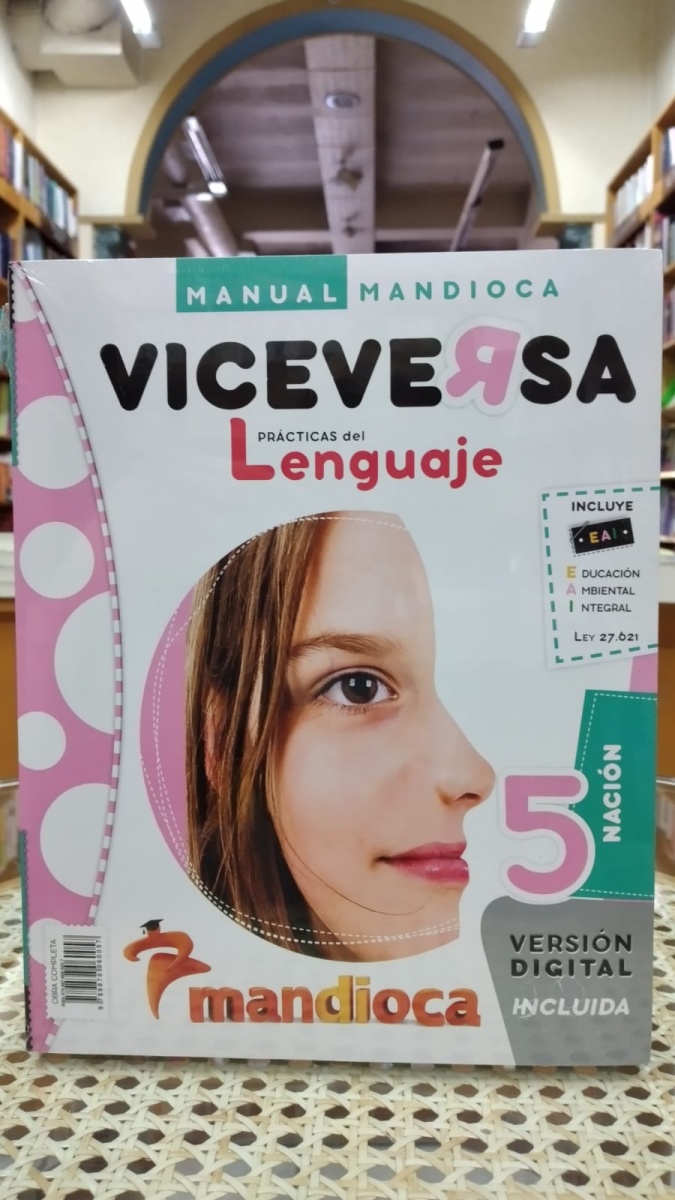 MANUAL MANDIOCA
VICEVERSA
PRÁCTICAS del
Lenguaje
INCLUYE
EAI
EDUCACIÓN
AMBIENTAL
INTEGRAL
LEY 27.621
5
NACIÓN
VERSIÓN
DIGITAL
INCLUIDA
mandioca
OBRA COMPLETA